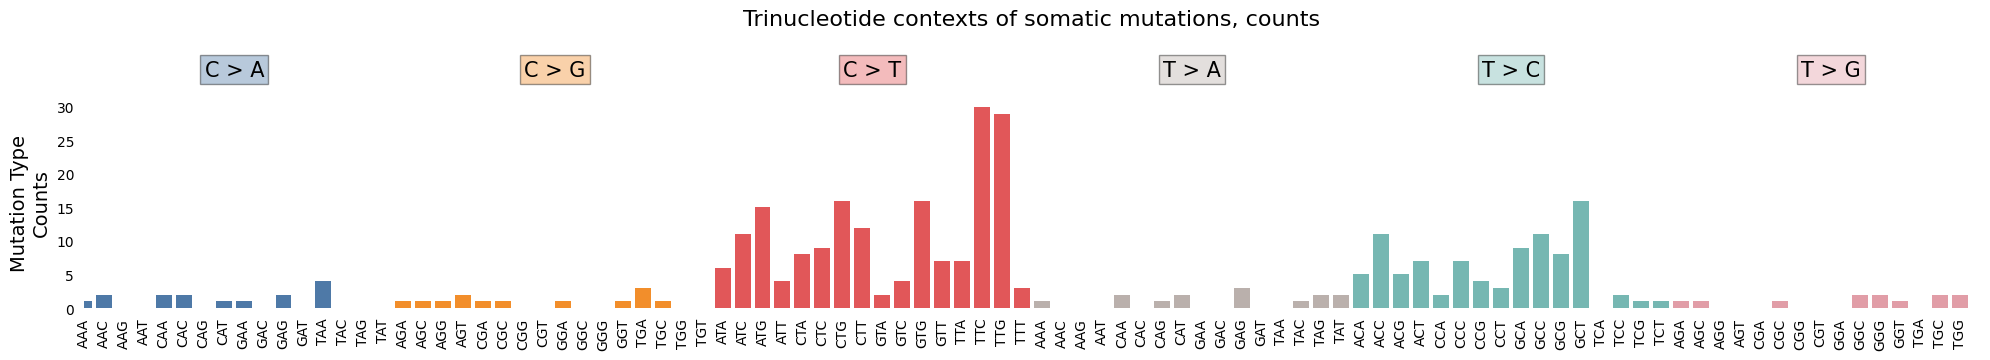 Trinucleotide contexts of somatic mutations, counts
C > A
C > G
C > T
T > A
T > C
T > G
Mutation Type
Counts
30
25
20
15
10
5
0
AAA AAC AAG AAT CAA CAC CAG CAT GAA GAC GAG GAT TAA TAC TAG TAT AGA AGC AGG AGT CGA CGC CGG CGT GGA GGC GGG GGT TGA TGC TGG TGT ATA ATC ATG ATT CTA CTC CTG CTT GTA GTC GTG GTT TTA TTC TTG TTT AAA AAC AAG AAT CAA CAC CAG CAT GAA GAC GAG GAT TAA TAC TAG TAT ACA ACC ACG ACT CCA CCC CCG CCT GCA GCC GCG GCT TCA TCC TCG TCT AGA AGC AGG AGT CGA CGC CGG CGT GGA GGC GGG GGT TGA TGC TGG